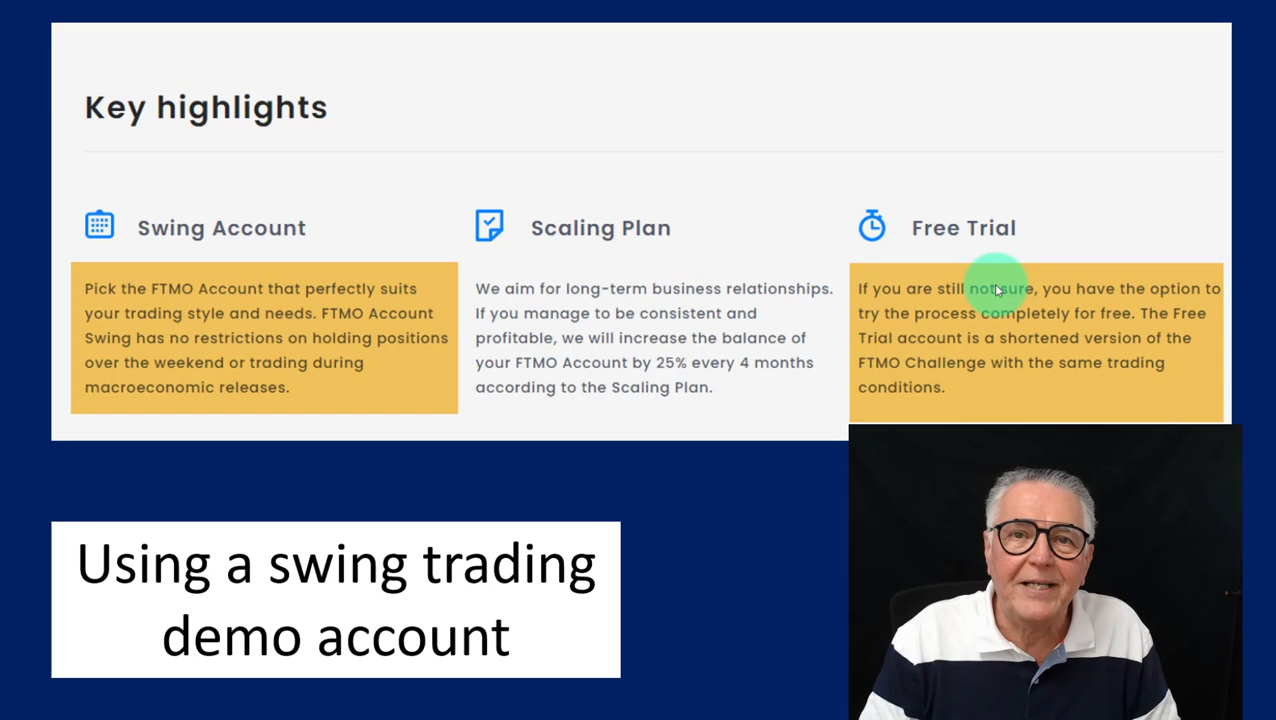 Key highlights
Swing Account
Pick the FTMO Account that perfectly suits
your trading style and needs. FTMO Account
Swing has no restrictions on holding positions
over the weekend or trading during
macroeconomic releases.
Scaling Plan
We aim for long-term business relationships.
If you manage to be consistent and
profitable, we will increase the balance of
your FTMO Account by 25% every 4 months
according to the Scaling Plan.
Free Trial
If you are still not sure, you have the option to
try the process completely for free. The Free
Trial account is a shortened version of the
FTMO Challenge with the same trading
conditions.
Using a swing trading
demo account